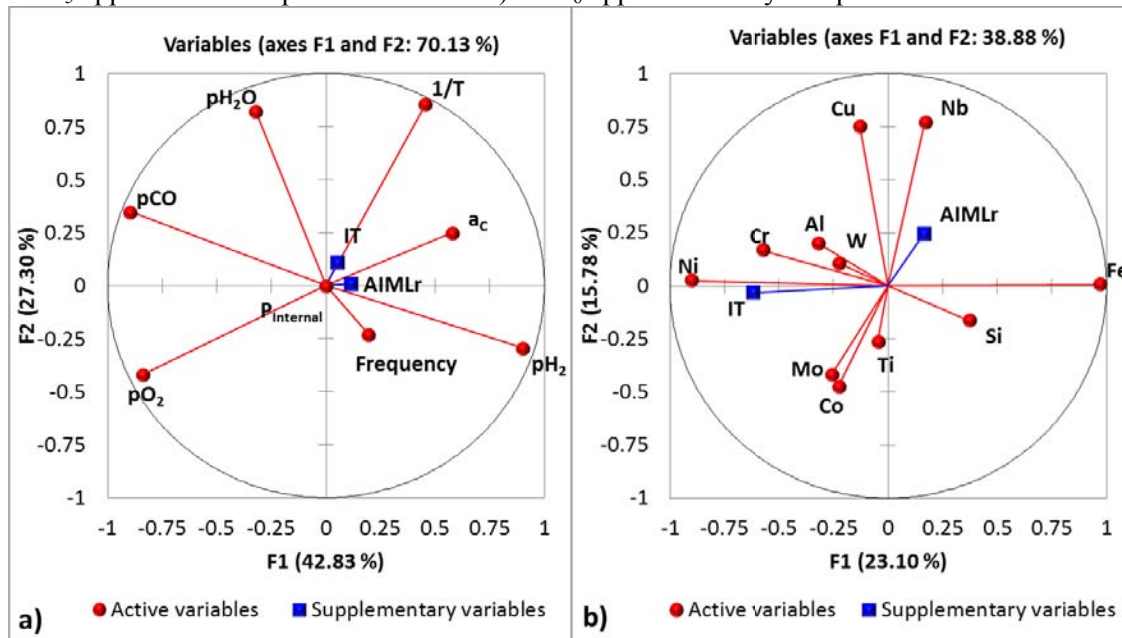 Variables (axes F1 and F2: 70.13 %)
1
0.75
0.5
0.25
0
-0.25
-0.5
-0.75
-1
F2 (27.30 %)
pH₂O
1/T
pCO
a_C
IT
AIMLr
P_internal
Frequency
pH₂
pO₂
-1 -0.75 -0.5 -0.25 0 0.25 0.5 0.75 1
F1 (42.83 %)
a)
Active variables Supplementary variables
Variables (axes F1 and F2: 38.88 %)
1
0.75
0.5
0.25
0
-0.25
-0.5
-0.75
-1
F2 (15.78 %)
Cu
Nb
AIMLr
Al
Cr
W
Ni
Fe
IT
Si
Ti
Mo
Co
-1 -0.75 -0.5 -0.25 0 0.25 0.5 0.75 1
F1 (23.10 %)
b)
Active variables Supplementary variables